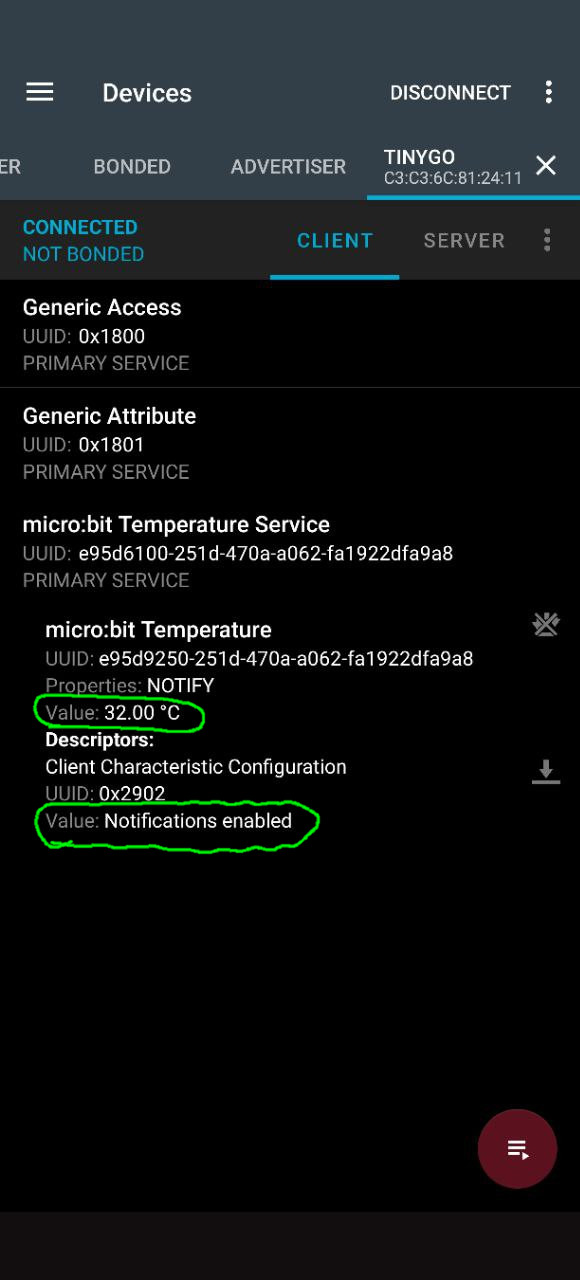 Devices
DISCONNECT
ER
BONDED
ADVERTISER
TINYGO
C3:C3:6C:81:24:11
CONNECTED
NOT BONDED
CLIENT
SERVER
Generic Access
UUID: 0x1800
PRIMARY SERVICE
Generic Attribute
UUID: 0x1801
PRIMARY SERVICE
micro:bit Temperature Service
UUID: e95d6100-251d-470a-a062-fa1922dfa9a8
PRIMARY SERVICE
micro:bit Temperature
UUID: e95d9250-251d-470a-a062-fa1922dfa9a8
Properties: NOTIFY
Value: 32.00 °C
Descriptors:
Client Characteristic Configuration
UUID: 0x2902
Value: Notifications enabled